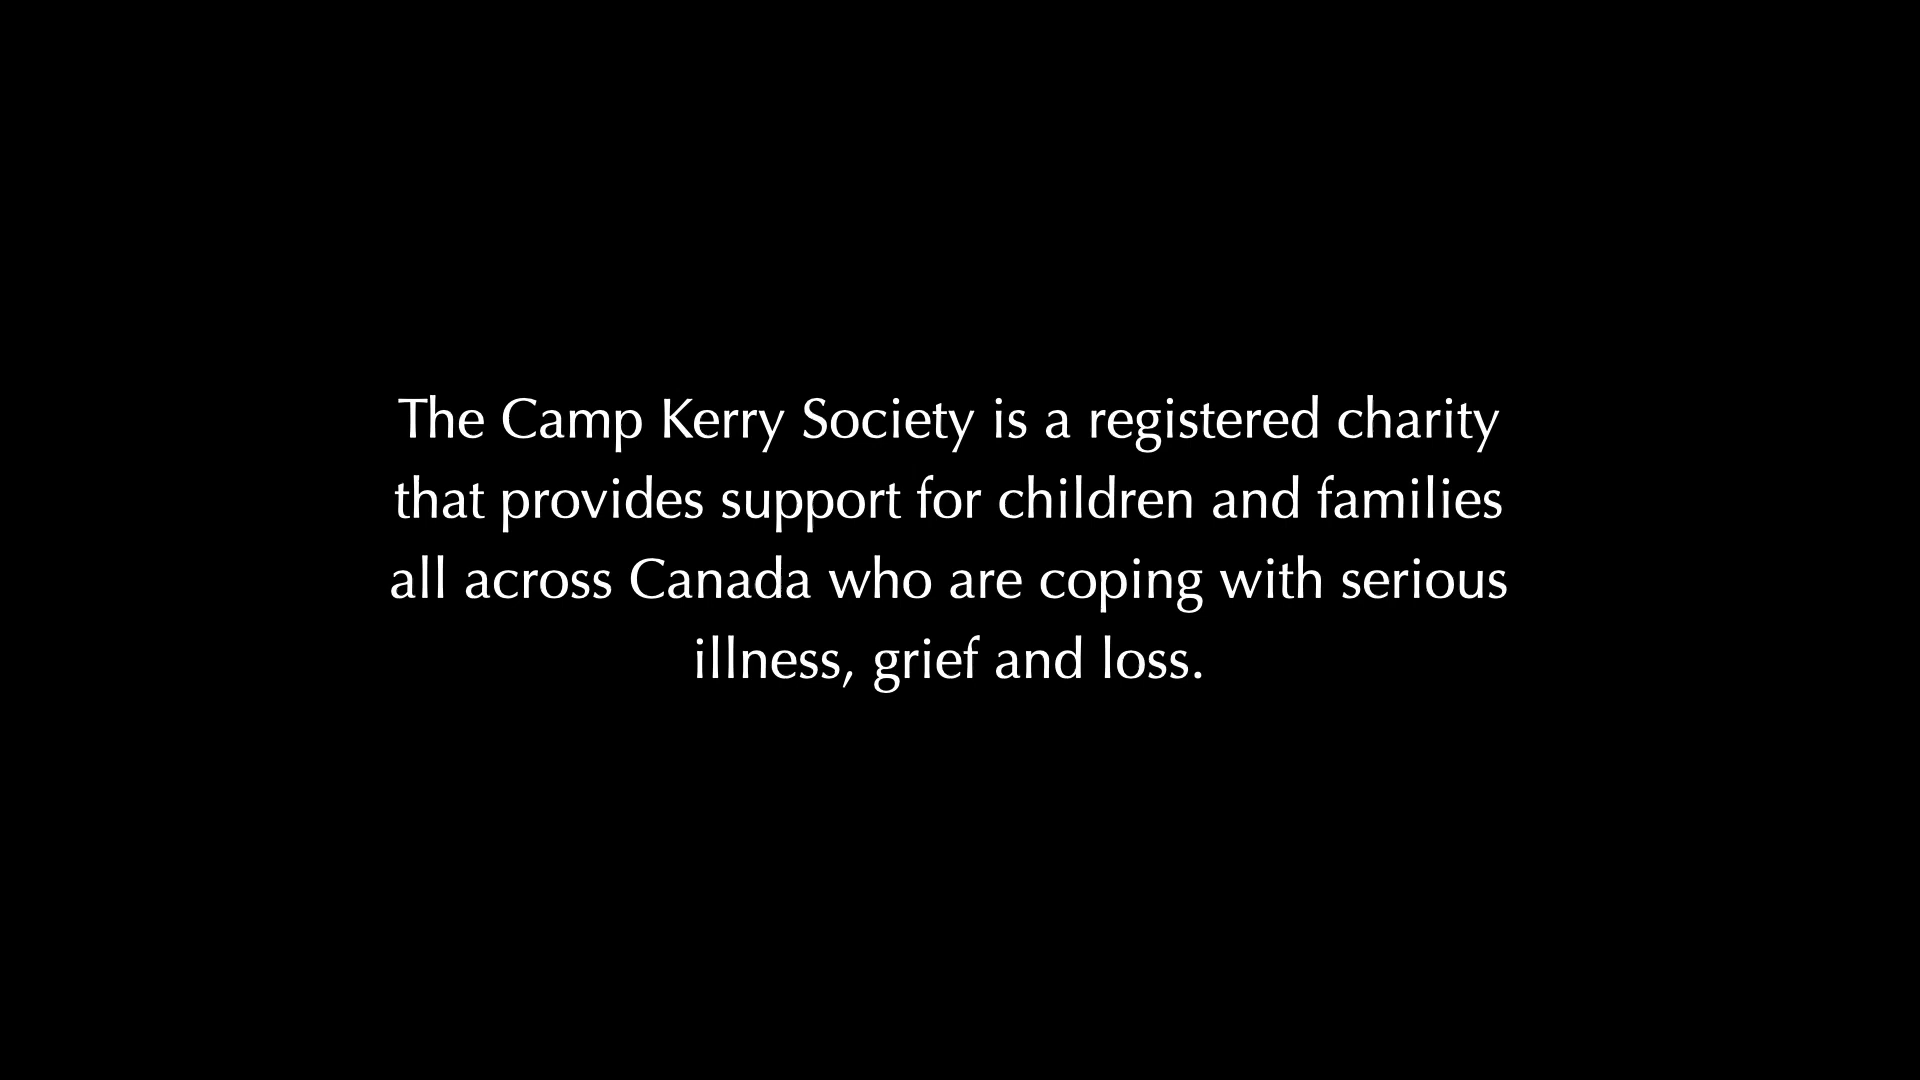 The Camp Kerry Society is a registered charity
that provides support for children and families
all across Canada who are coping with serious
illness, grief and loss.